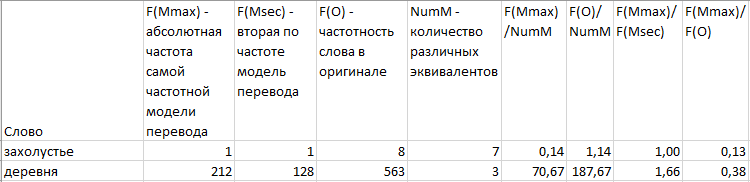 Слово F(Mmax) - абсолютная частота самой частотной модели перевода F(Msec) - вторая по частоте модель перевода F(O) - частотность слова в оригинале NumM - количество различных эквивалентов F(Mmax)/NumM F(O)/NumM F(Mmax)/F(Msec) F(Mmax)/F(O)
захолустье 1 1 8 7 0,14 1,14 1,00 0,13
деревня 212 128 563 3 70,67 187,67 1,66 0,38